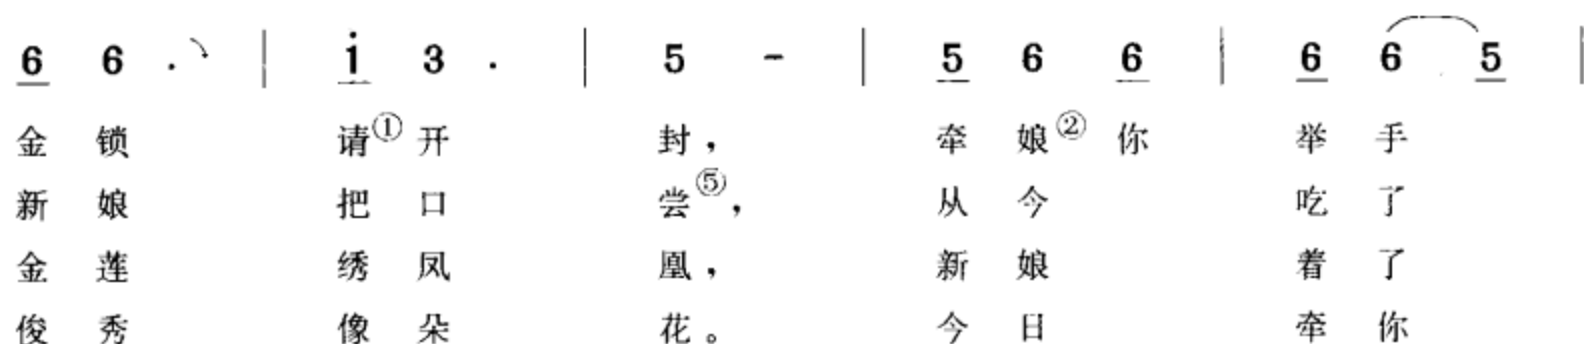 6 6 . | i 3 . | 5 - | 5 6 6 | 6 6 5 |
金 锁 请① 开 封， 牵 娘② 你 举 手
新 娘 把 口 尝⑤， 从 今 吃 了
金 莲 绣 凤 凰， 新 娘 着 了
俊 秀 像 朵 花。 今 日 牵 你